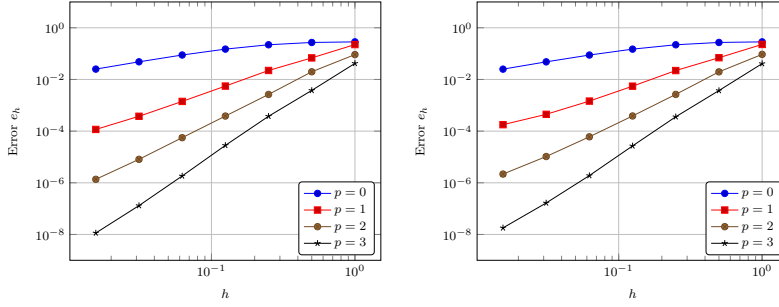 10^0
10^−2
10^−4
10^−6
10^−8
Error e_h
10^−1
10^0
h
p = 0
p = 1
p = 2
p = 3
10^0
10^−2
10^−4
10^−6
10^−8
Error e_h
10^−1
10^0
h
p = 0
p = 1
p = 2
p = 3